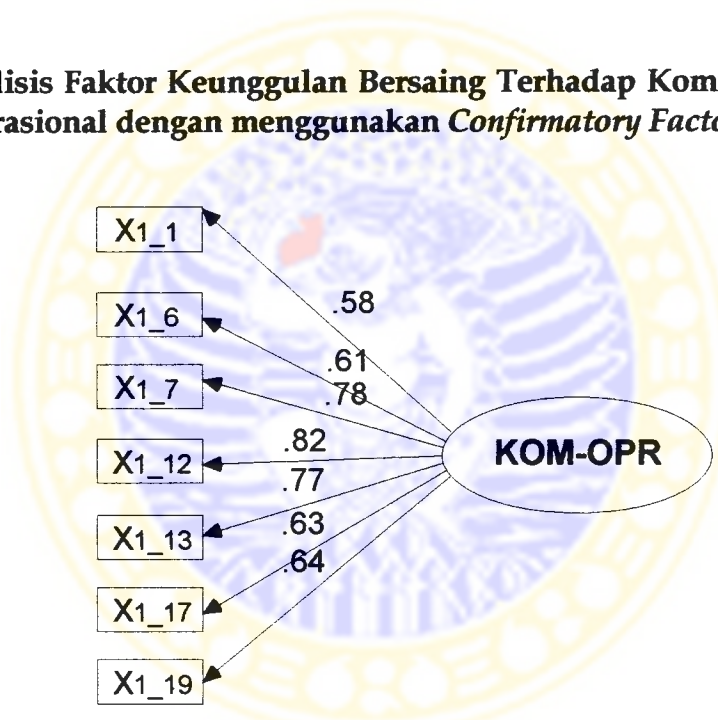 lisis Faktor Keunggulan Bersaing Terhadap Kom
rasional dengan menggunakan Confirmatory Facto
X1_1
.58
X1_6
.61
X1_7
.78
.82
X1_12
KOM-OPR
.77
X1_13
.63
.64
X1_17
X1_19